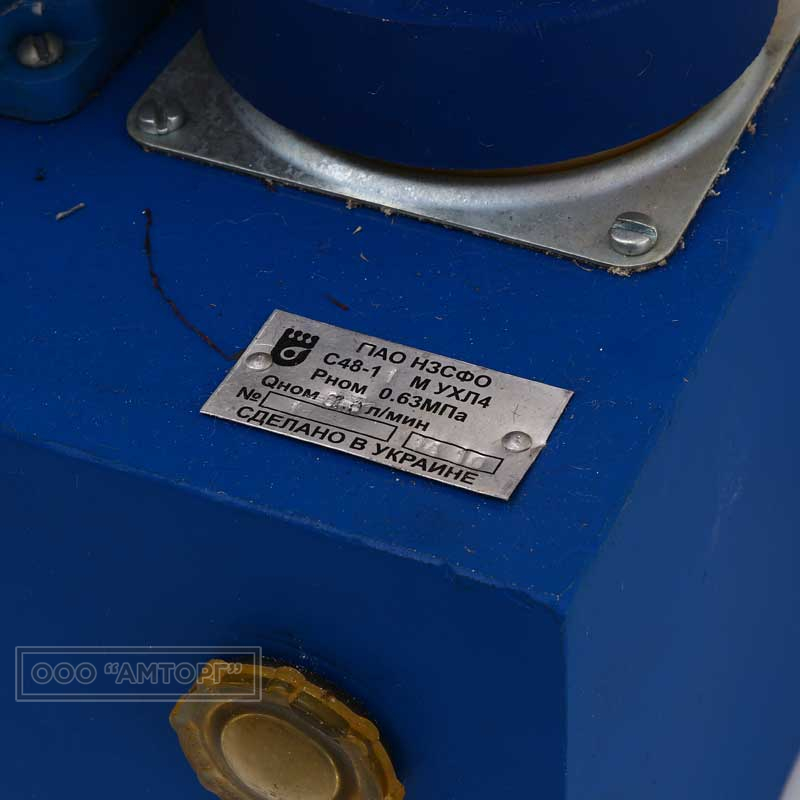 ПАО НЗСФО
С48-1 М УХЛ4
Рном 0.63МПа
Qном л/мин
№
СДЕЛАНО В УКРАИНЕ
ООО "АМТОРГ"